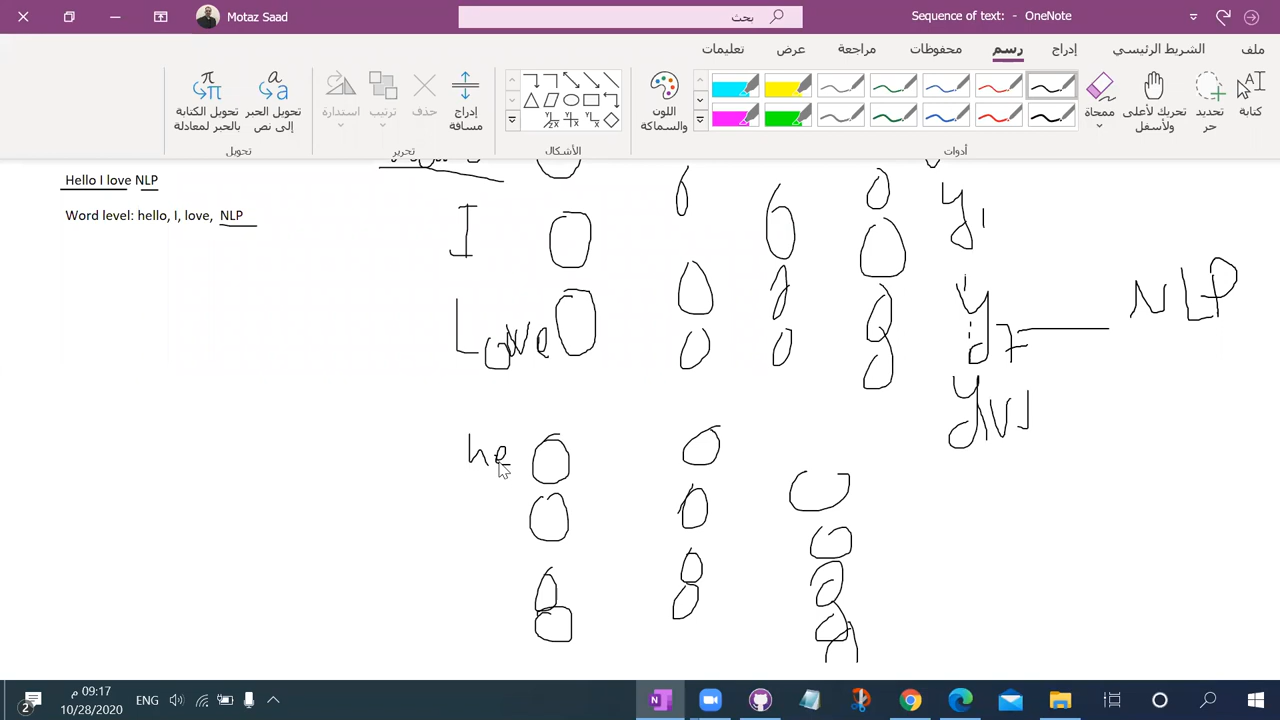 Motaz Saad
بحث
Sequence of text: - OneNote
ملف
الشريط الرئيسي
إدراج
رسم
محفوظات
مراجعة
عرض
تعليمات
كتابة
تحديد حر
تحريك لأعلى ولأسفل
ممحاة
أدوات
اللون والسماكة
الأشكال
إدراج مسافة
حذف
ترتيب
استدارة
تحرير
تحويل الحبر إلى نص
تحويل الكتابة بالحبر لمعادلة
تحويل
Hello I love NLP
Word level: hello, I, love, NLP
I
y1
Love
y7
NLP
he
09:17 م
10/28/2020
ENG
2